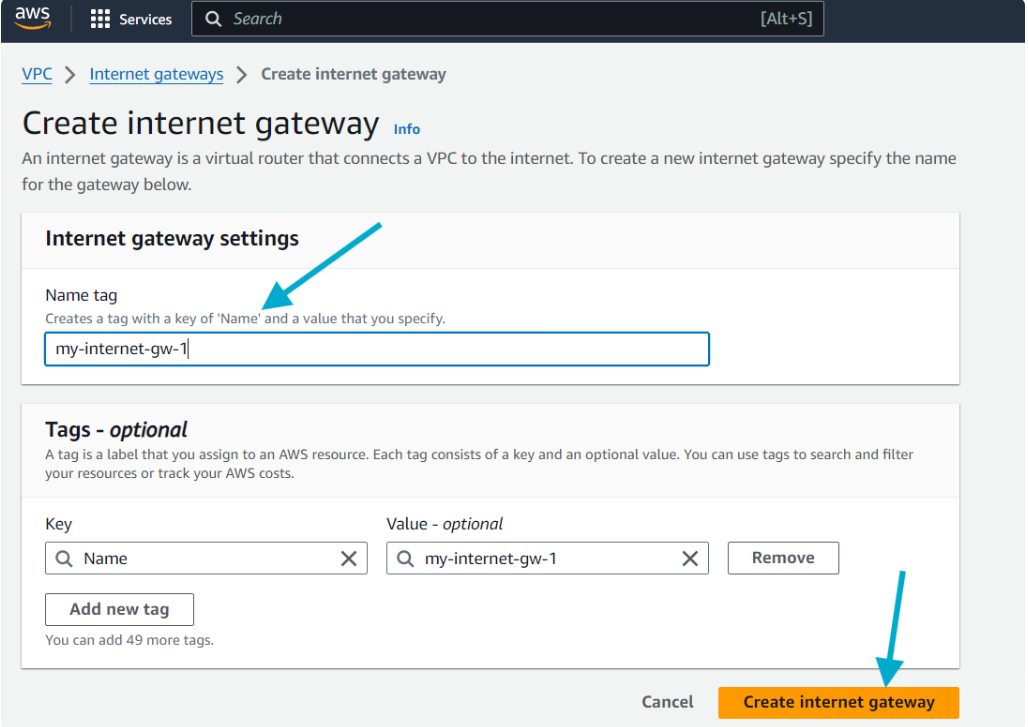 aws Services Search [Alt+S]
VPC > Internet gateways > Create internet gateway
Create internet gateway Info
An internet gateway is a virtual router that connects a VPC to the internet. To create a new internet gateway specify the name
for the gateway below.
Internet gateway settings
Name tag
Creates a tag with a key of 'Name' and a value that you specify.
my-internet-gw-1
Tags - optional
A tag is a label that you assign to an AWS resource. Each tag consists of a key and an optional value. You can use tags to search and filter
your resources or track your AWS costs.
Key Value - optional
Name my-internet-gw-1 Remove
Add new tag
You can add 49 more tags.
Cancel Create internet gateway